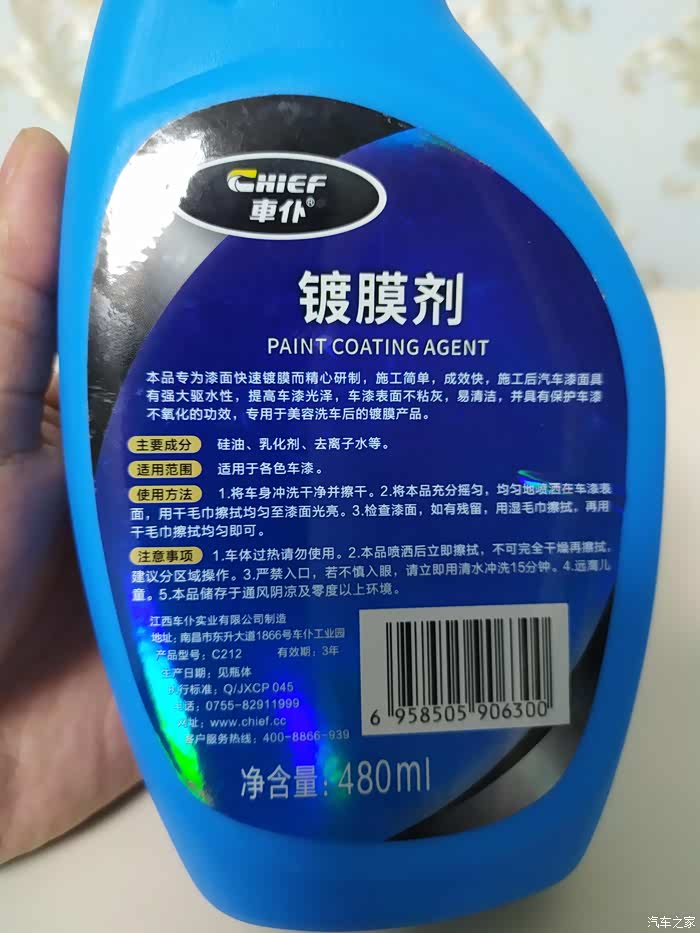 CHIEF
車仆®
镀膜剂
PAINT COATING AGENT
本品专为漆面快速镀膜而精心研制，施工简单，成效快，施工后汽车漆面具
有强大驱水性，提高车漆光泽，车漆表面不粘灰，易清洁，并具有保护车漆
不氧化的功效，专用于美容洗车后的镀膜产品。
主要成分 硅油、乳化剂、去离子水等。
适用范围 适用于各色车漆。
使用方法 1.将车身冲洗干净并擦干。2.将本品充分摇匀，均匀地喷洒在车漆表
面，用干毛巾擦拭均匀至漆面光亮。3.检查漆面，如有残留，用湿毛巾擦拭，再用
干毛巾擦拭均匀即可。
注意事项 1.车体过热请勿使用。2.本品喷洒后立即擦拭，不可完全干燥再擦拭，
建议分区域操作。3.严禁入口，若不慎入眼，请立即用清水冲洗15分钟。4.远离儿
童。5.本品储存于通风阴凉及零度以上环境。
江西车仆实业有限公司制造
地址：南昌市东升大道1866号车仆工业园
产品型号：C212 有效期：3年
生产日期：见瓶体
执行标准：Q/JXCP 045
电话：0755-82911999
网址：www.chief.cc
客户服务热线：400-8866-939
6 958505 906300
净含量：480ml
汽车之家